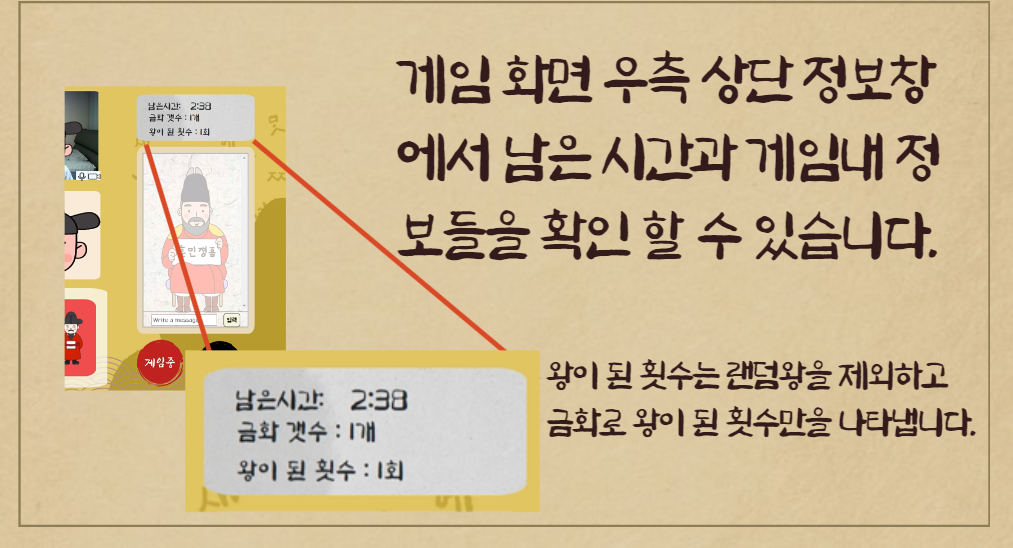 게임 화면 우측 상단 정보창
에서 남은 시간과 게임내 정
보들을 확인 할 수 있습니다.
남은시간: 2:38
금화 갯수 : 1개
왕이 된 횟수 : 1회
훈민정음
Write a message
입력
게임중
남은시간: 2:38
금화 갯수 : 1개
왕이 된 횟수 : 1회
왕이 된 횟수는 랜덤왕을 제외하고
금화로 왕이 된 횟수만을 나타냅니다.